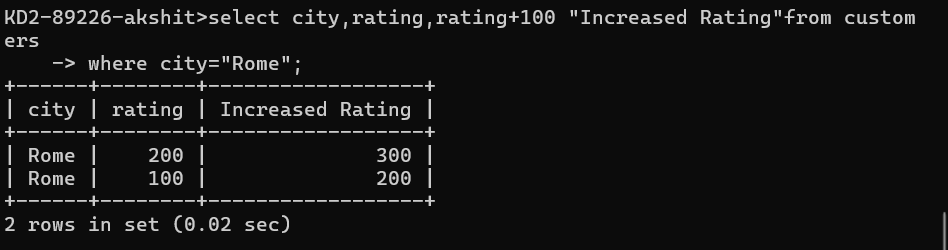 KD2-89226-akshit>select city,rating,rating+100 "Increased Rating"from custom
ers
    -> where city="Rome";
+------+--------+------------------+
| city | rating | Increased Rating |
+------+--------+------------------+
| Rome |    200 |              300 |
| Rome |    100 |              200 |
+------+--------+------------------+
2 rows in set (0.02 sec)